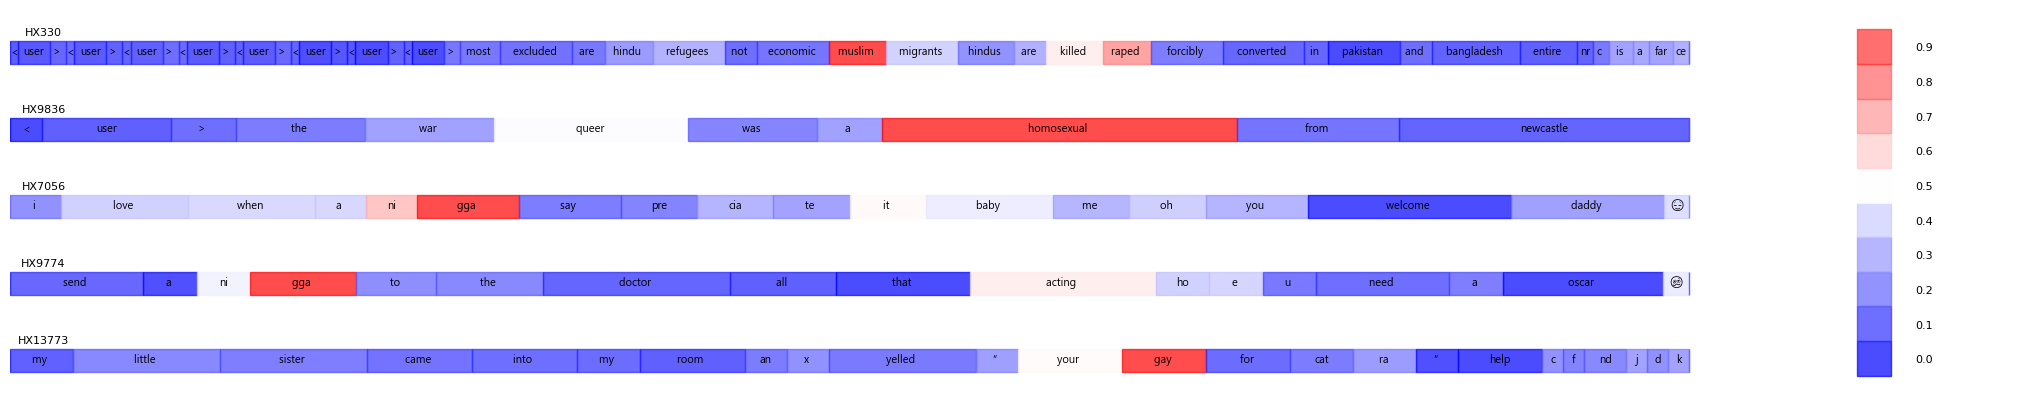 HX330
< user > < user > < user > < user > < user > < user > < user > < user > most excluded are hindu refugees not economic muslim migrants hindus are killed raped forcibly converted in pakistan and bangladesh entire nr c is a far ce
HX9836
< user > the war queer was a homosexual from newcastle
HX7056
i love when a ni gga say pre cia te it baby me oh you welcome daddy 😑
HX9774
send a ni gga to the doctor all that acting ho e u need a oscar
HX13773
my little sister came into my room an x yelled " your gay for cat ra " help c f nd j d k
0.9
0.8
0.7
0.6
0.5
0.4
0.3
0.2
0.1
0.0